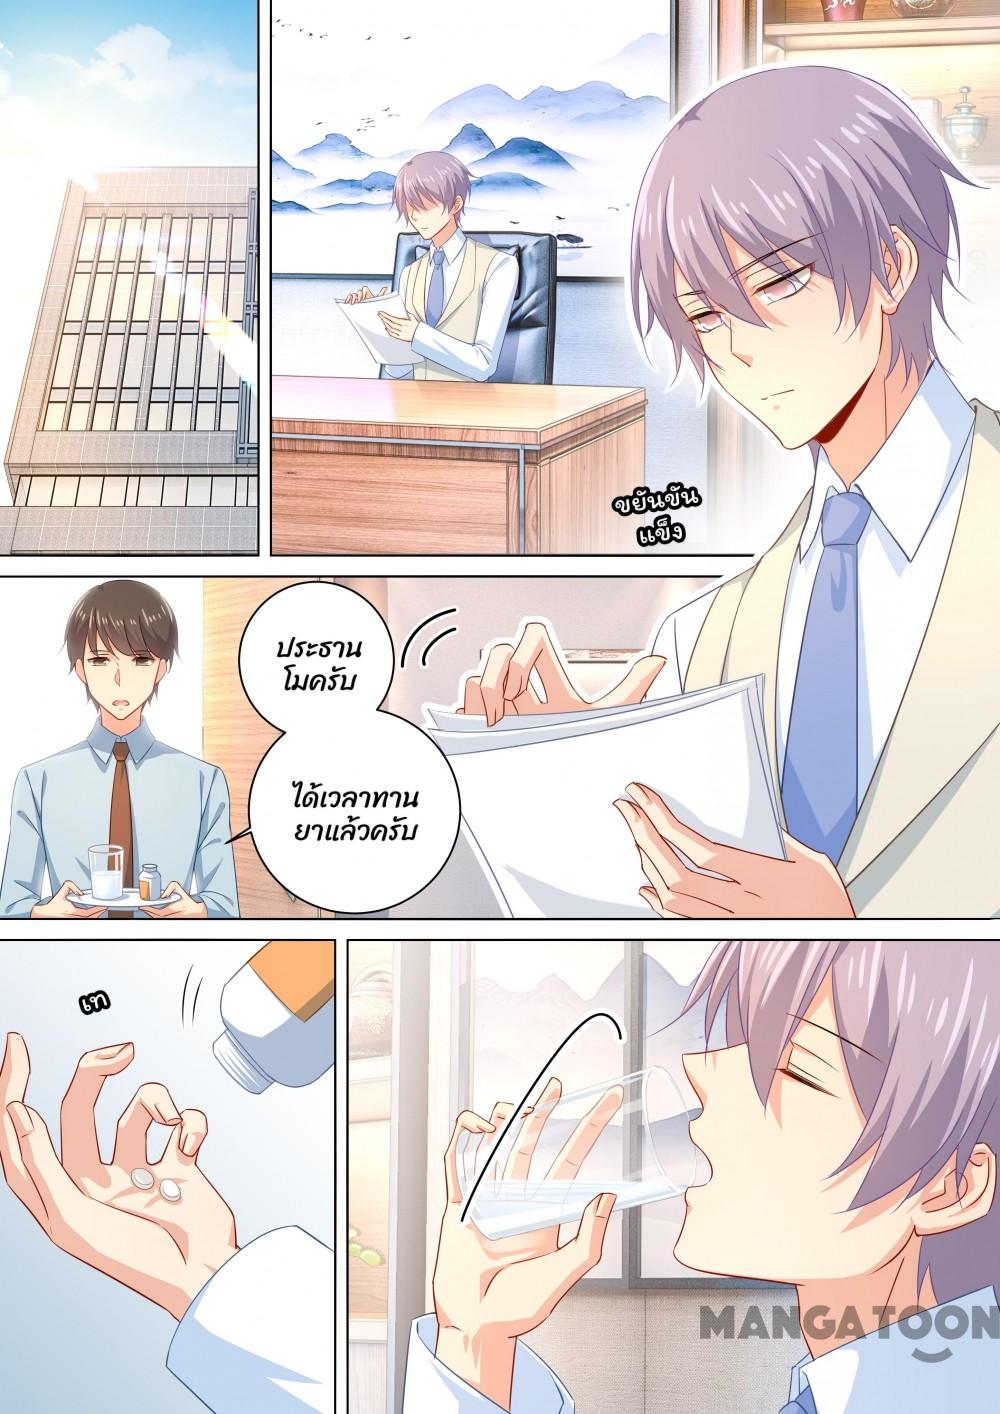 ขยันขัน
แข็ง
ประธาน
โมครับ
ได้เวลาทาน
ยาแล้วครับ
เท
MANGATOON